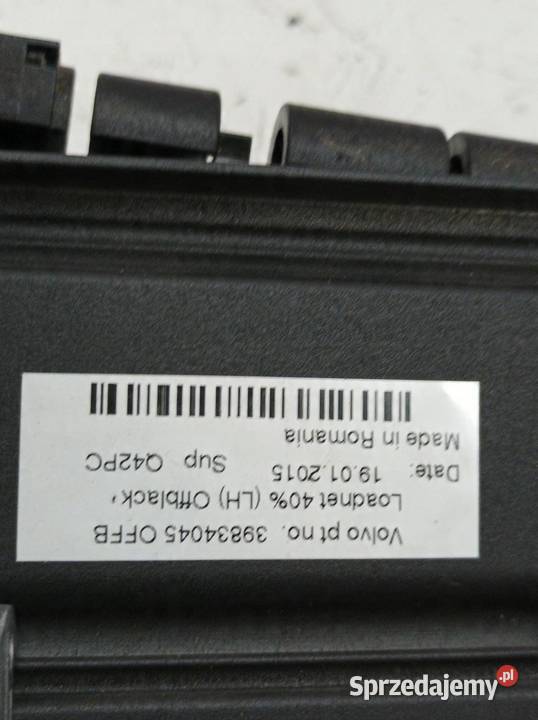 Volvo pt no. 39834045 OFFB
Loadnet 40% (LH) Offblack'
Date: 19.01.2015 Sup Q42PC
Made in Romania
Sprzedajemy.pl